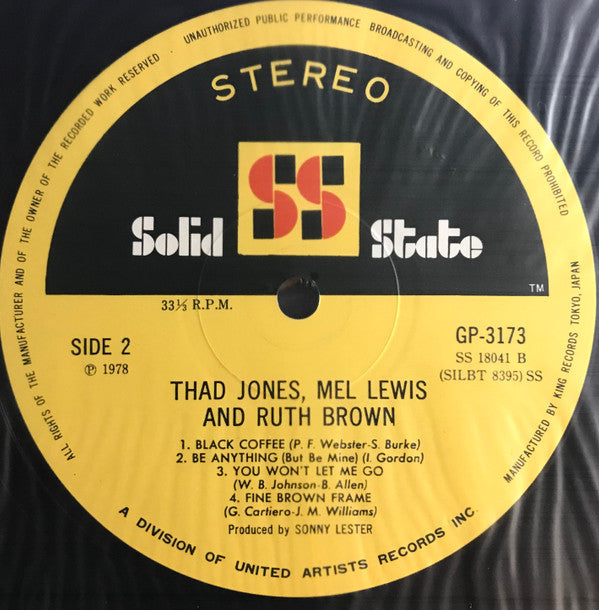 ALL RIGHTS OF THE MANUFACTURER AND OF THE OWNER OF THE RECORDED WORK RESERVED
UNAUTHORIZED PUBLIC PERFORMANCE BROADCASTING AND COPYING OF THIS RECORD PROHIBITED
STEREO
SS
Solid State
TM
33⅓ R.P.M.
SIDE 2
℗ 1978
GP-3173
SS 18041 B
(SILBT 8395) SS
THAD JONES, MEL LEWIS
AND RUTH BROWN
1. BLACK COFFEE (P. F. Webster-S. Burke)
2. BE ANYTHING (But Be Mine) (I. Gordon)
3. YOU WON'T LET ME GO
(W. B. Johnson-B. Allen)
4. FINE BROWN FRAME
(G. Cartiero-J. M. Williams)
Produced by SONNY LESTER
A DIVISION OF UNITED ARTISTS RECORDS INC.
MANUFACTURED BY KING RECORDS TOKYO, JAPAN